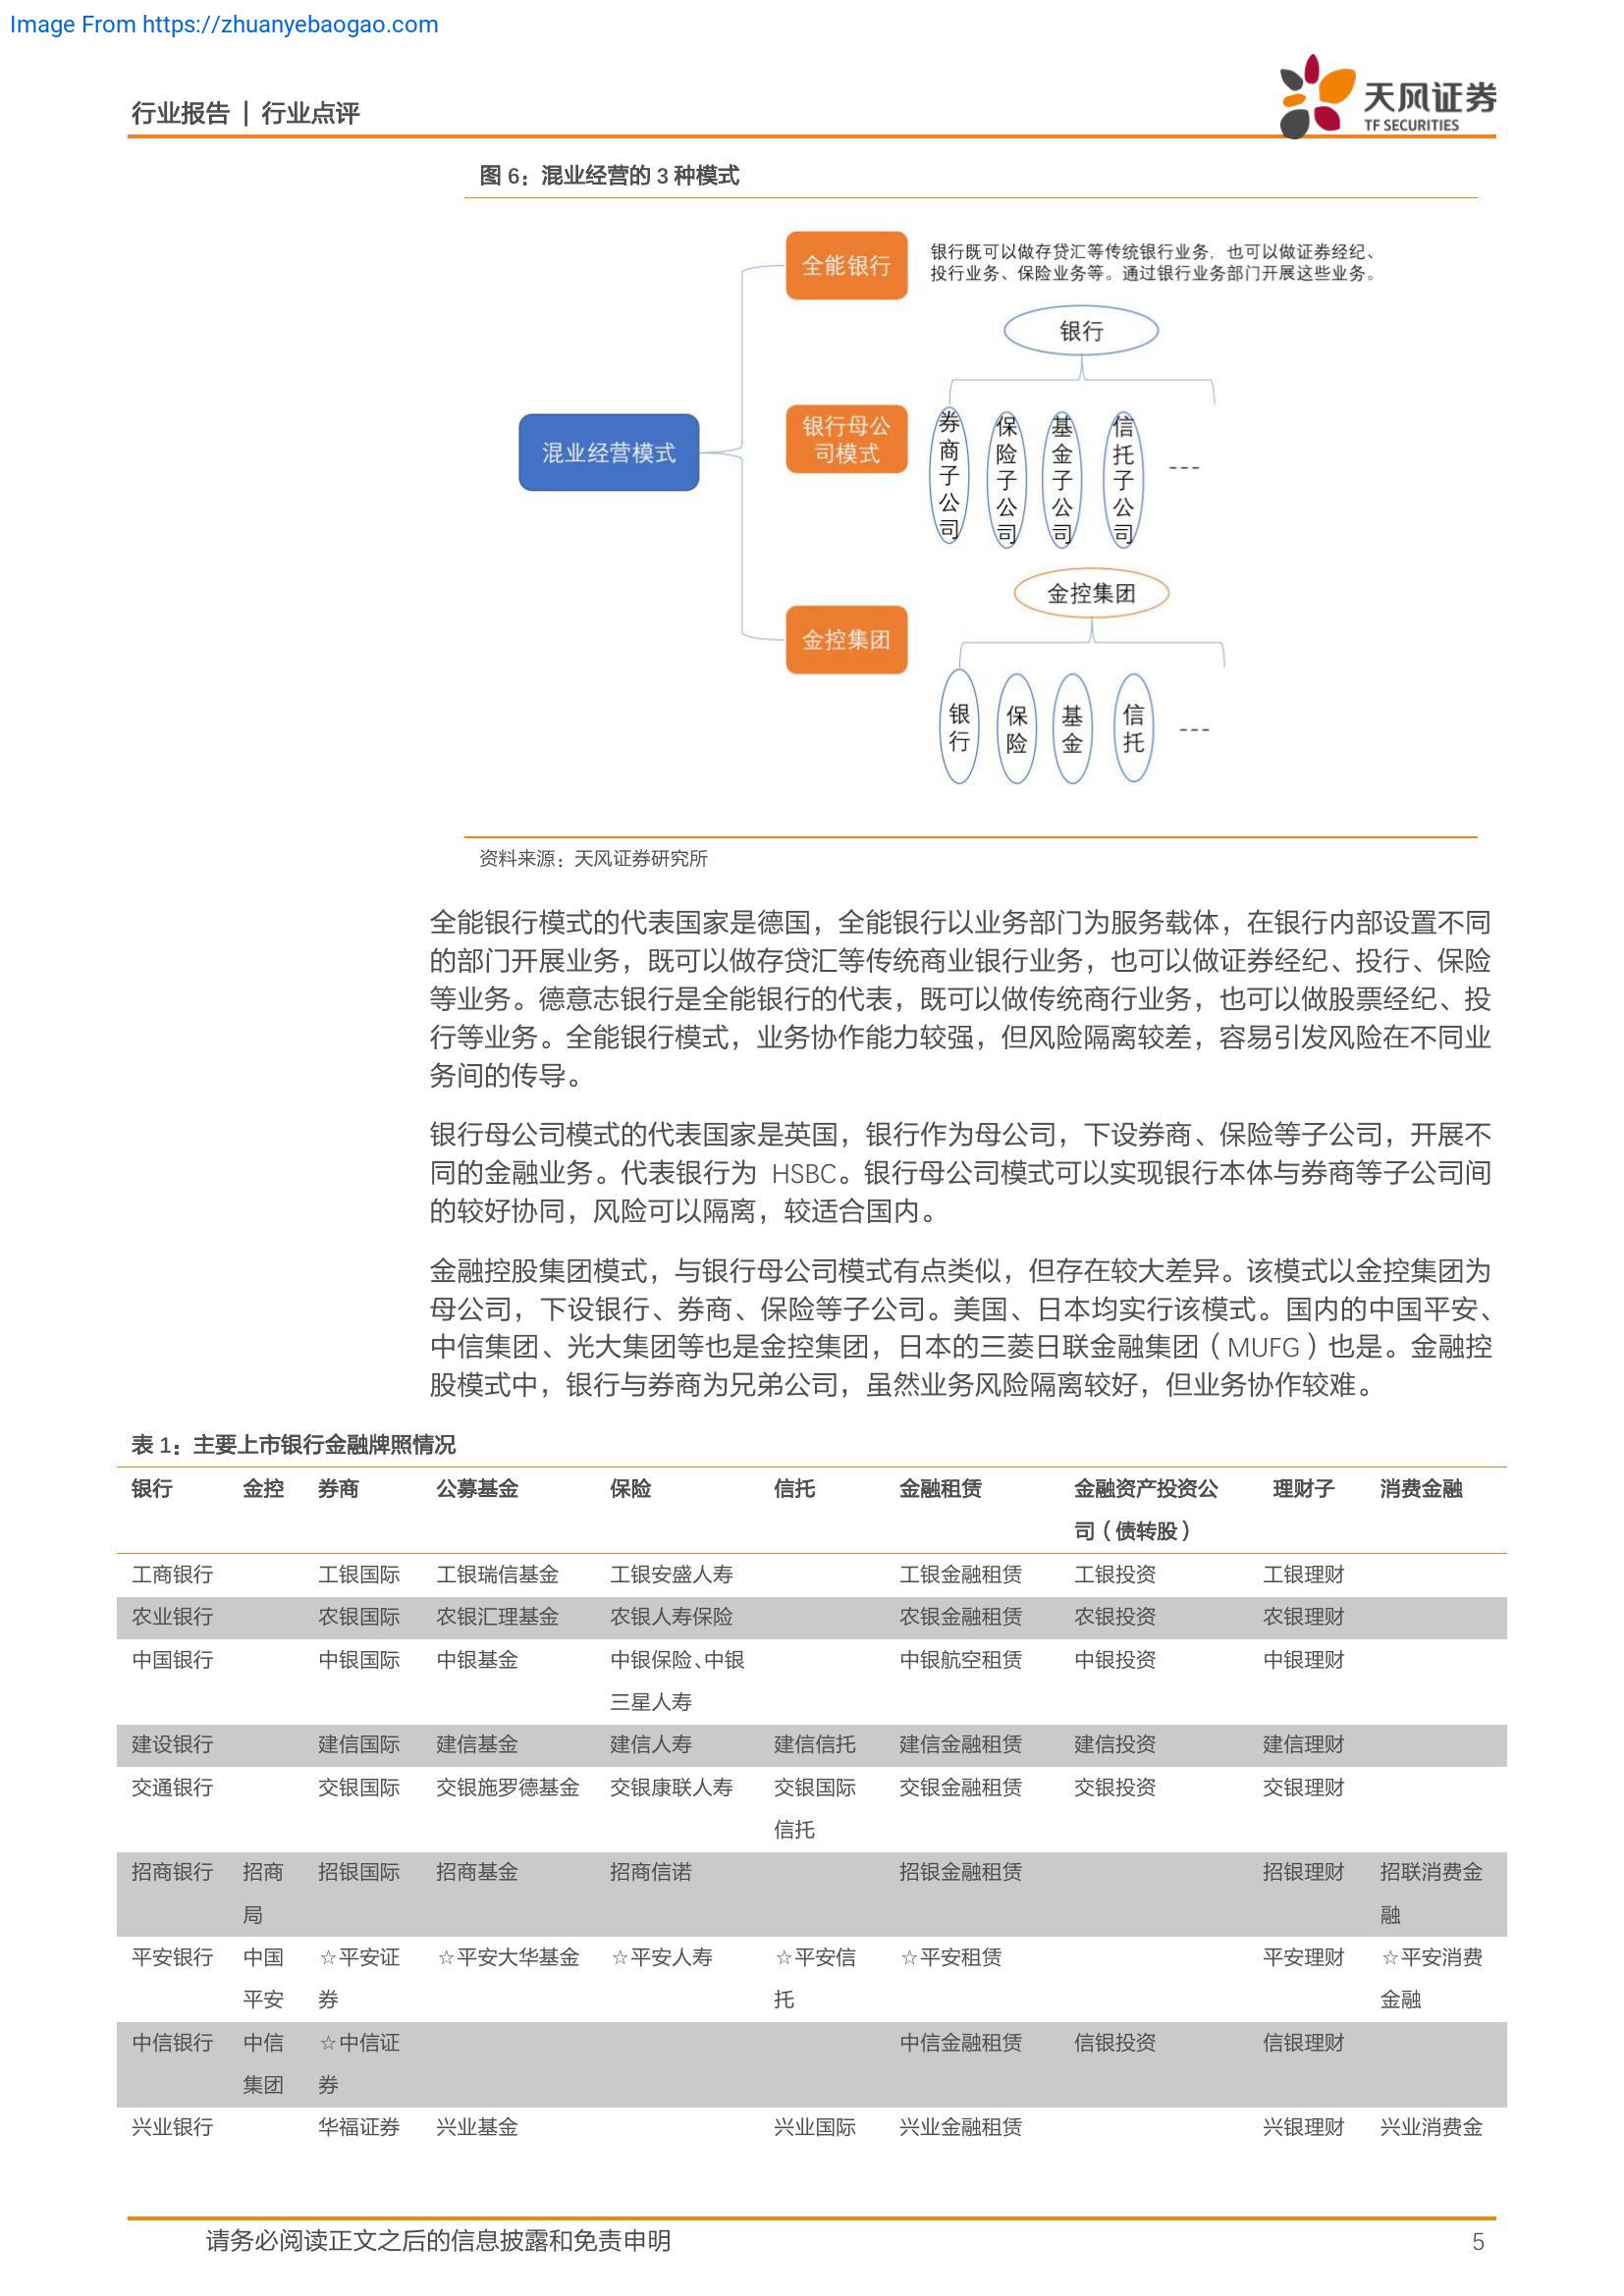 Image From https://zhuanyebaogao.com
行业报告 | 行业点评
天风证券
TF SECURITIES
图 6：混业经营的 3 种模式
全能银行
银行既可以做存贷汇等传统银行业务，也可以做证券经纪、
投行业务、保险业务等。通过银行业务部门开展这些业务。
银行
混业经营模式
银行母公
司模式
券商子公司
保险子公司
基金子公司
信托子公司
---
金控集团
金控集团
银行
保险
基金
信托
---
资料来源：天风证券研究所
全能银行模式的代表国家是德国，全能银行以业务部门为服务载体，在银行内部设置不同
的部门开展业务，既可以做存贷汇等传统商业银行业务，也可以做证券经纪、投行、保险
等业务。德意志银行是全能银行的代表，既可以做传统商行业务，也可以做股票经纪、投
行等业务。全能银行模式，业务协作能力较强，但风险隔离较差，容易引发风险在不同业
务间的传导。
银行母公司模式的代表国家是英国，银行作为母公司，下设券商、保险等子公司，开展不
同的金融业务。代表银行为 HSBC。银行母公司模式可以实现银行本体与券商等子公司间
的较好协同，风险可以隔离，较适合国内。
金融控股集团模式，与银行母公司模式有点类似，但存在较大差异。该模式以金控集团为
母公司，下设银行、券商、保险等子公司。美国、日本均实行该模式。国内的中国平安、
中信集团、光大集团等也是金控集团，日本的三菱日联金融集团（MUFG）也是。金融控
股模式中，银行与券商为兄弟公司，虽然业务风险隔离较好，但业务协作较难。
表 1：主要上市银行金融牌照情况
银行 金控 券商 公募基金 保险 信托 金融租赁 金融资产投资公 理财子 消费金融
司（债转股）
工商银行 工银国际 工银瑞信基金 工银安盛人寿 工银金融租赁 工银投资 工银理财
农业银行 农银国际 农银汇理基金 农银人寿保险 农银金融租赁 农银投资 农银理财
中国银行 中银国际 中银基金 中银保险、中银 中银航空租赁 中银投资 中银理财
三星人寿
建设银行 建信国际 建信基金 建信人寿 建信信托 建信金融租赁 建信投资 建信理财
交通银行 交银国际 交银施罗德基金 交银康联人寿 交银国际 交银金融租赁 交银投资 交银理财
信托
招商银行 招商 招银国际 招商基金 招商信诺 招银金融租赁 招银理财 招联消费金
局 融
平安银行 中国 ☆平安证 ☆平安大华基金 ☆平安人寿 ☆平安信 ☆平安租赁 平安理财 ☆平安消费
平安 券 托 金融
中信银行 中信 ☆中信证 中信金融租赁 信银投资 信银理财
集团 券
兴业银行 华福证券 兴业基金 兴业国际 兴业金融租赁 兴银理财 兴业消费金
请务必阅读正文之后的信息披露和免责申明 5